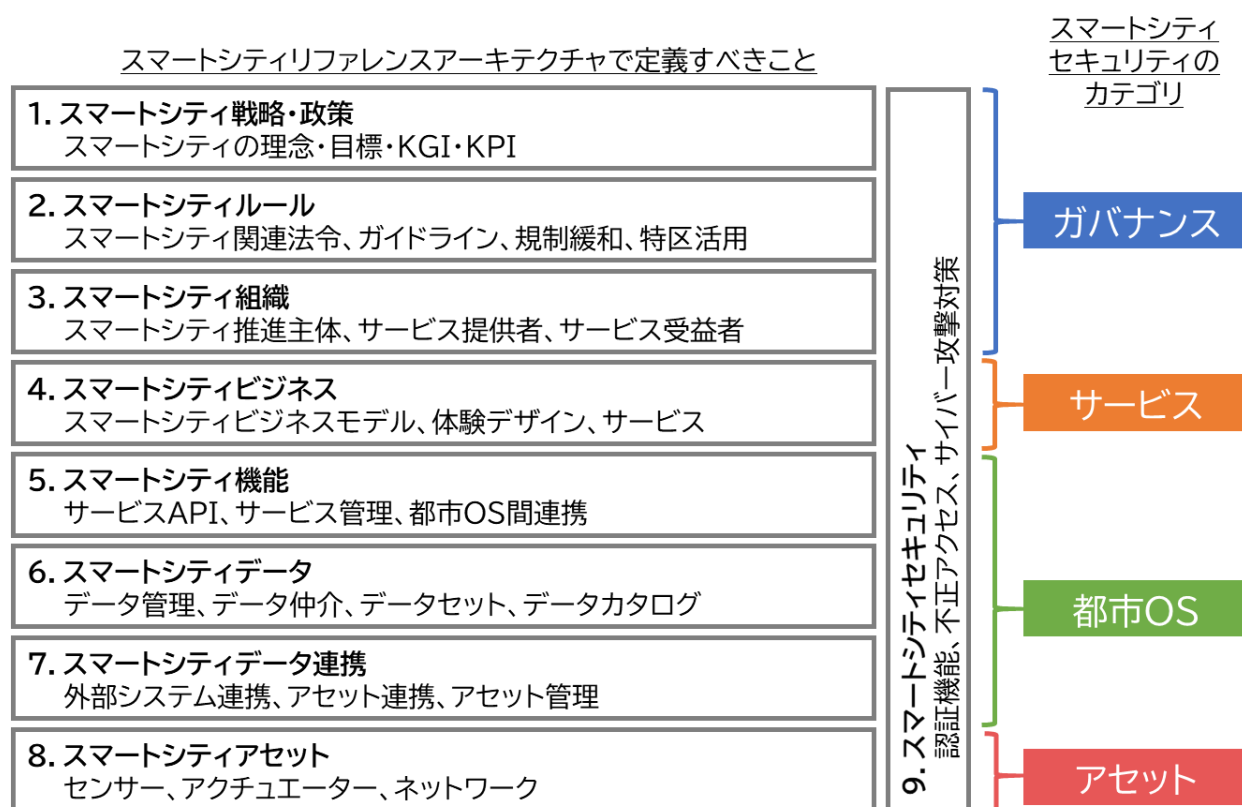 スマートシティリファレンスアーキテクチャで定義すべきこと
スマートシティ
セキュリティの
カテゴリ
1. スマートシティ戦略・政策
スマートシティの理念・目標・KGI・KPI
2. スマートシティルール
スマートシティ関連法令、ガイドライン、規制緩和、特区活用
3. スマートシティ組織
スマートシティ推進主体、サービス提供者、サービス受益者
4. スマートシティビジネス
スマートシティビジネスモデル、体験デザイン、サービス
5. スマートシティ機能
サービスAPI、サービス管理、都市OS間連携
6. スマートシティデータ
データ管理、データ仲介、データセット、データカタログ
7. スマートシティデータ連携
外部システム連携、アセット連携、アセット管理
8. スマートシティアセット
センサー、アクチュエーター、ネットワーク
9. スマートシティセキュリティ
認証機能、不正アクセス、サイバー攻撃対策
ガバナンス
サービス
都市OS
アセット